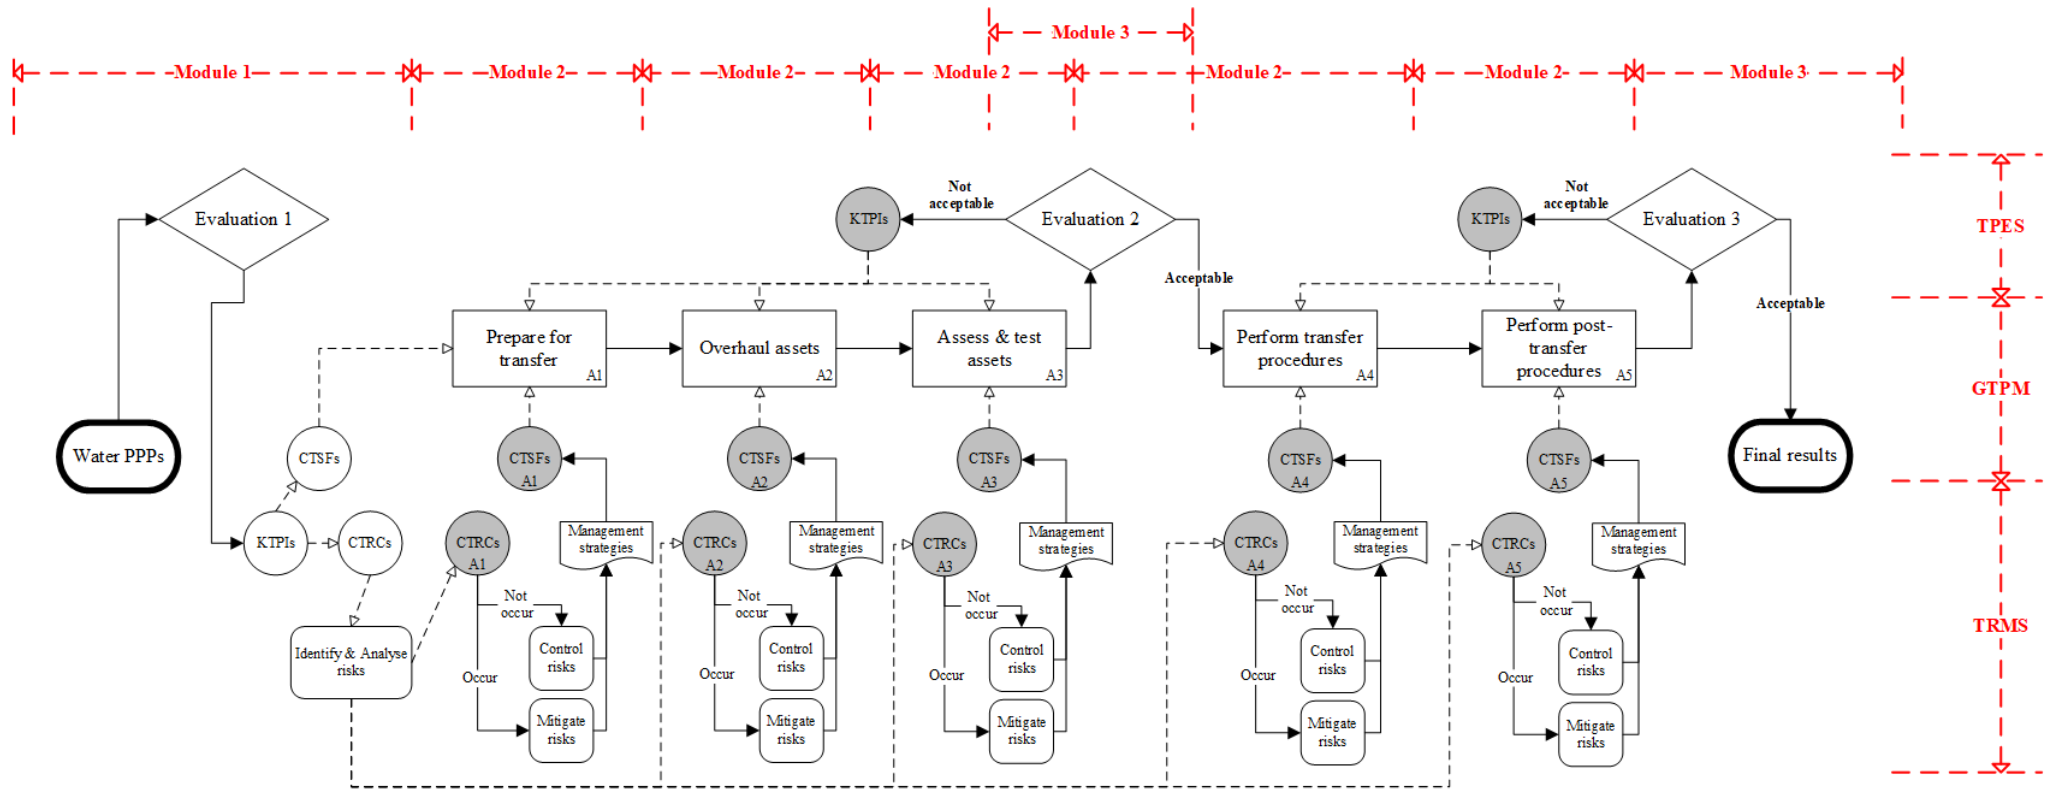 Module 3
Module 1
Module 2
Module 2
Module 2
Module 2
Module 2
Module 3
Evaluation 1
KTPIs
Not
acceptable
Evaluation 2
Acceptable
KTPIs
Not
acceptable
Evaluation 3
Acceptable
TPES
Prepare for
transfer
A1
Overhaul assets
A2
Assess & test
assets
A3
Perform transfer
procedures
A4
Perform post-
transfer
procedures
A5
GTPM
Water PPPs
CTSFs
CTSFs
A1
CTSFs
A2
CTSFs
A3
CTSFs
A4
CTSFs
A5
Final results
KTPIs
CTRCs
CTRCs
A1
Management
strategies
CTRCs
A2
Management
strategies
CTRCs
A3
Management
strategies
CTRCs
A4
Management
strategies
CTRCs
A5
Management
strategies
TRMS
Identify & Analyse
risks
Not
occur
Control
risks
Occur
Mitigate
risks
Not
occur
Control
risks
Occur
Mitigate
risks
Not
occur
Control
risks
Occur
Mitigate
risks
Not
occur
Control
risks
Occur
Mitigate
risks
Not
occur
Control
risks
Occur
Mitigate
risks